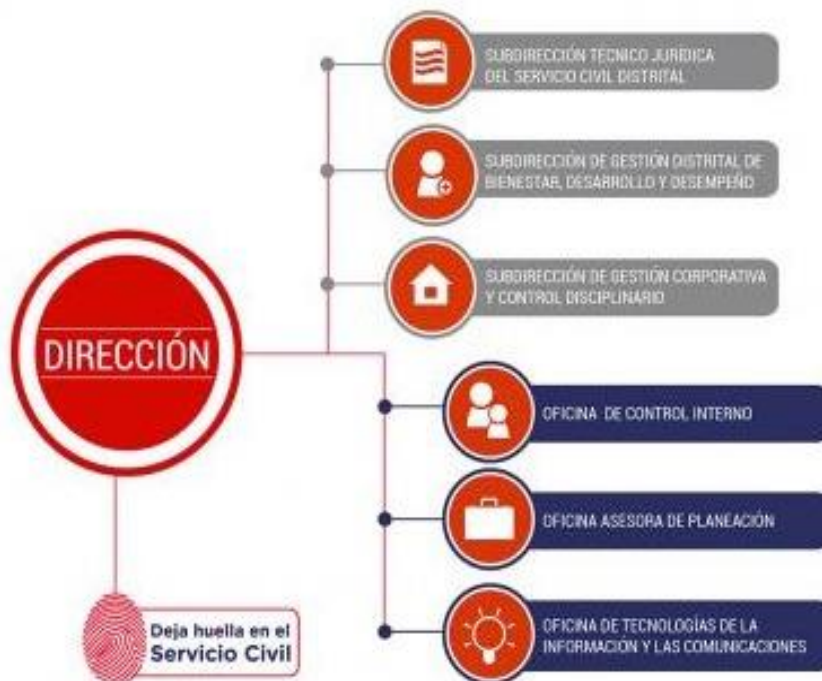 SUBDIRECCIÓN TECNICO JURIDICA
DEL SERVICIO CIVIL DISTRITAL
SUBDIRECCIÓN DE GESTIÓN DISTRITAL DE
BIENESTAR, DESARROLLO Y DESEMPEÑO
SUBDIRECCIÓN DE GESTIÓN CORPORATIVA
Y CONTROL DISCIPLINARIO
DIRECCIÓN
OFICINA DE CONTROL INTERNO
OFICINA ASESORA DE PLANEACIÓN
OFICINA DE TECNOLOGÍAS DE LA
INFORMACIÓN Y LAS COMUNICACIONES
Deja huella en el
Servicio Civil